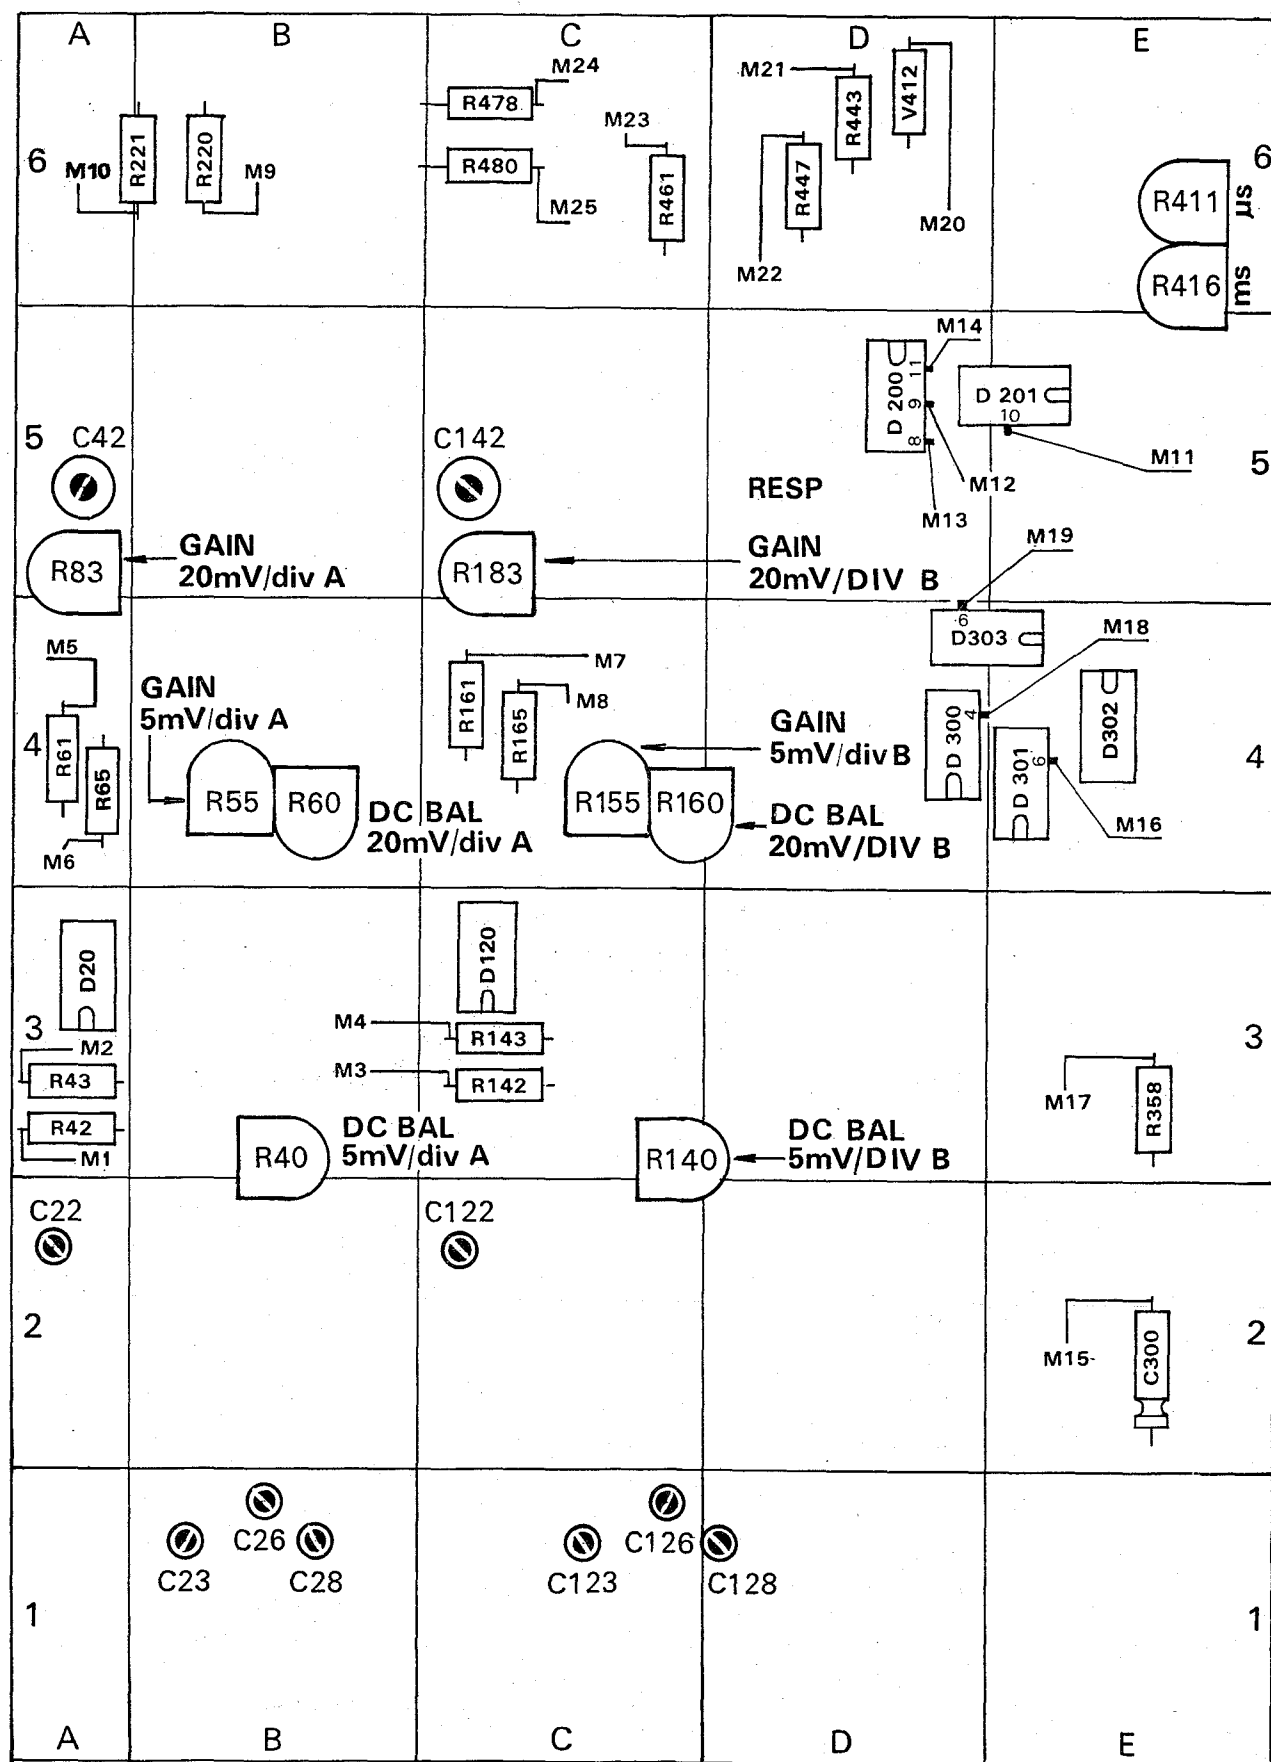 A
B
C
D
E
M24
R478
M23
R480
M25
R461
M21
R443
V412
R447
M20
M22
6
M10
R221
R220
M9
6
R411
µs
R416
ms
M14
D 200
11
9
8
D 201
10
M11
M12
M13
5
C42
C142
RESP
5
R83
GAIN
20mV/div A
R183
GAIN
20mV/DIV B
M19
6
D303
M18
M5
R61
R65
M6
4
GAIN
5mV/div A
R55
R60
DC BAL
20mV/div A
R161
M7
R165
M8
R155
R160
GAIN
5mV/div B
DC BAL
20mV/DIV B
D 300
4
D 301
6
D302
M16
4
D20
D120
3
M2
R43
R42
M1
M4
R143
M3
R142
R40
DC BAL
5mV/div A
R140
DC BAL
5mV/DIV B
M17
R358
3
C22
C122
2
M15
C300
2
C26
C23
C28
C126
C123
C128
1
1
A
B
C
D
E